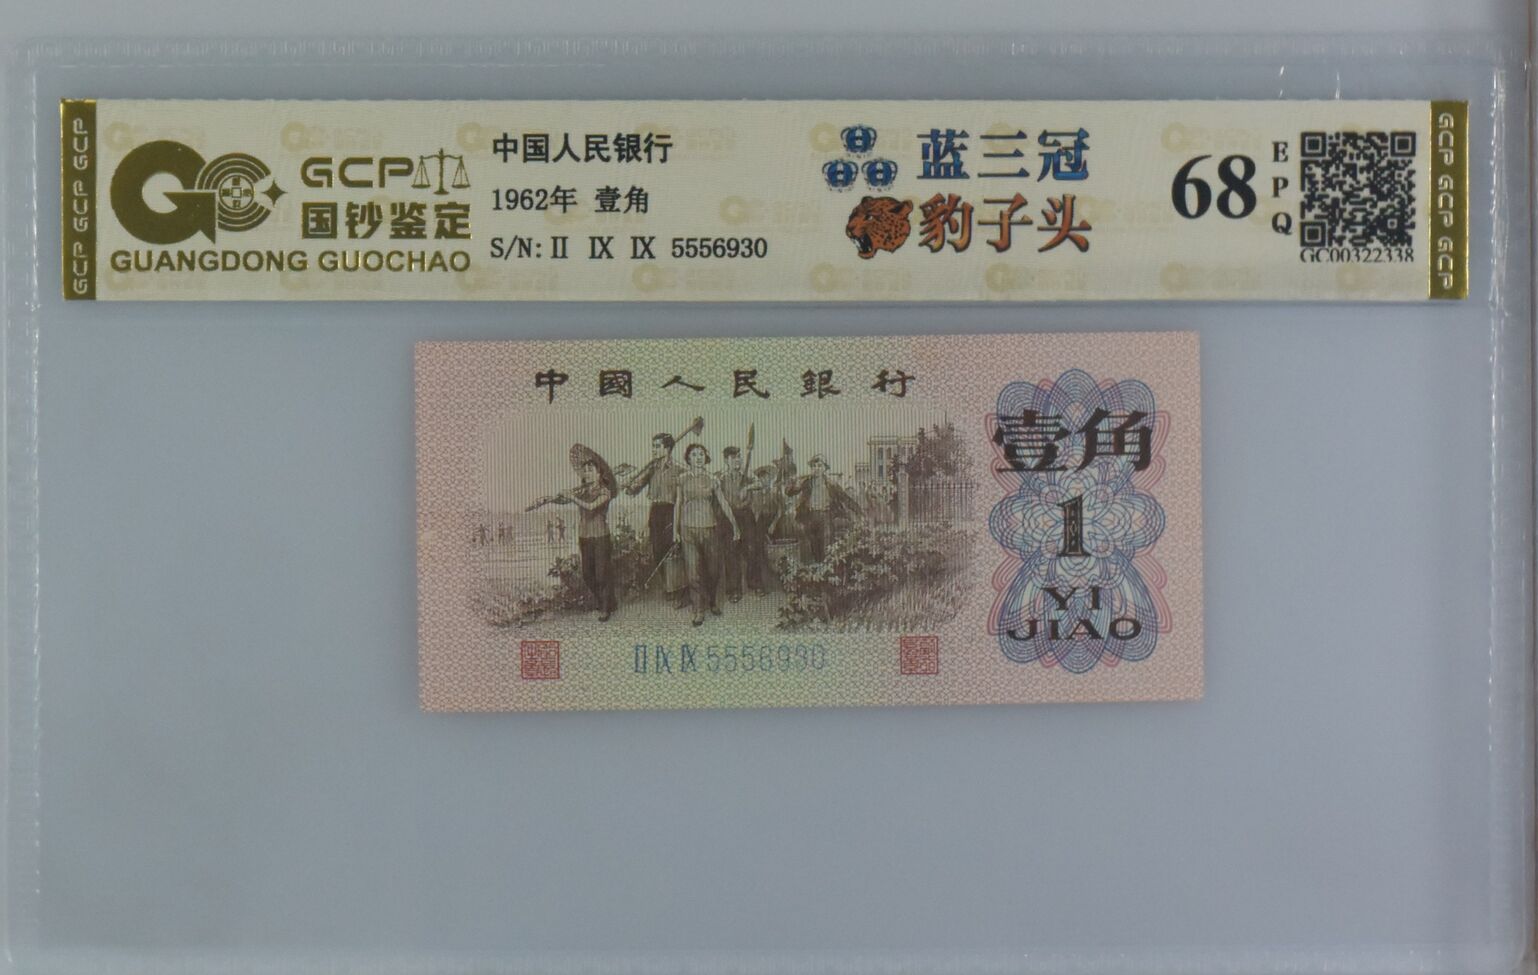 GCP GCP GCP
GCP
国钞鉴定
GUANGDONG GUOCHAO
中国人民银行
1962年 壹角
S/N: II IX IX 5556930
蓝三冠
豹子头
68
EPQ
GC00322338
GCP GCP GCP
中國人民銀行
壹角
1
YI
JIAO
II IX IX 5556930